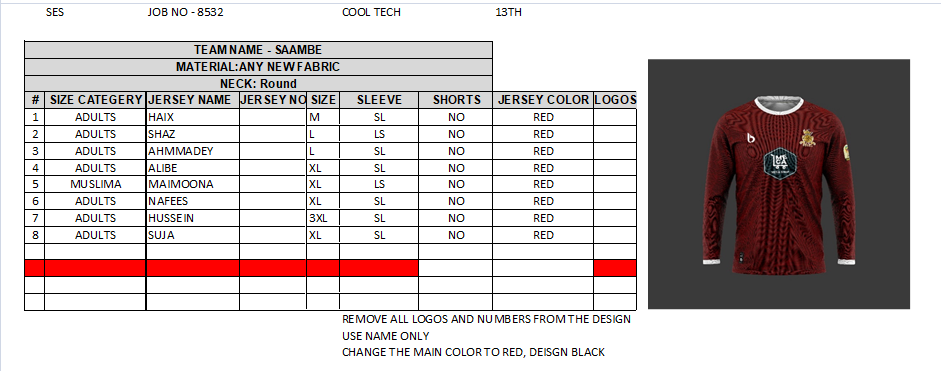 SES JOB NO - 8532 COOL TECH 13TH
TEAM NAME - SAAMBE
MATERIAL:ANY NEW FABRIC
NECK: Round
# SIZE CATEGERY JERSEY NAME JERSEY NO SIZE SLEEVE SHORTS JERSEY COLOR LOGOS
1 ADULTS HAIX M SL NO RED
2 ADULTS SHAZ L LS NO RED
3 ADULTS AHMMADEY L SL NO RED
4 ADULTS ALIBE XL SL NO RED
5 MUSLIMA MAIMOONA XL LS NO RED
6 ADULTS NAFEES XL SL NO RED
7 ADULTS HUSSEIN 3XL SL NO RED
8 ADULTS SUJA XL SL NO RED
REMOVE ALL LOGOS AND NUMBERS FROM THE DESIGN
USE NAME ONLY
CHANGE THE MAIN COLOR TO RED, DEISGN BLACK